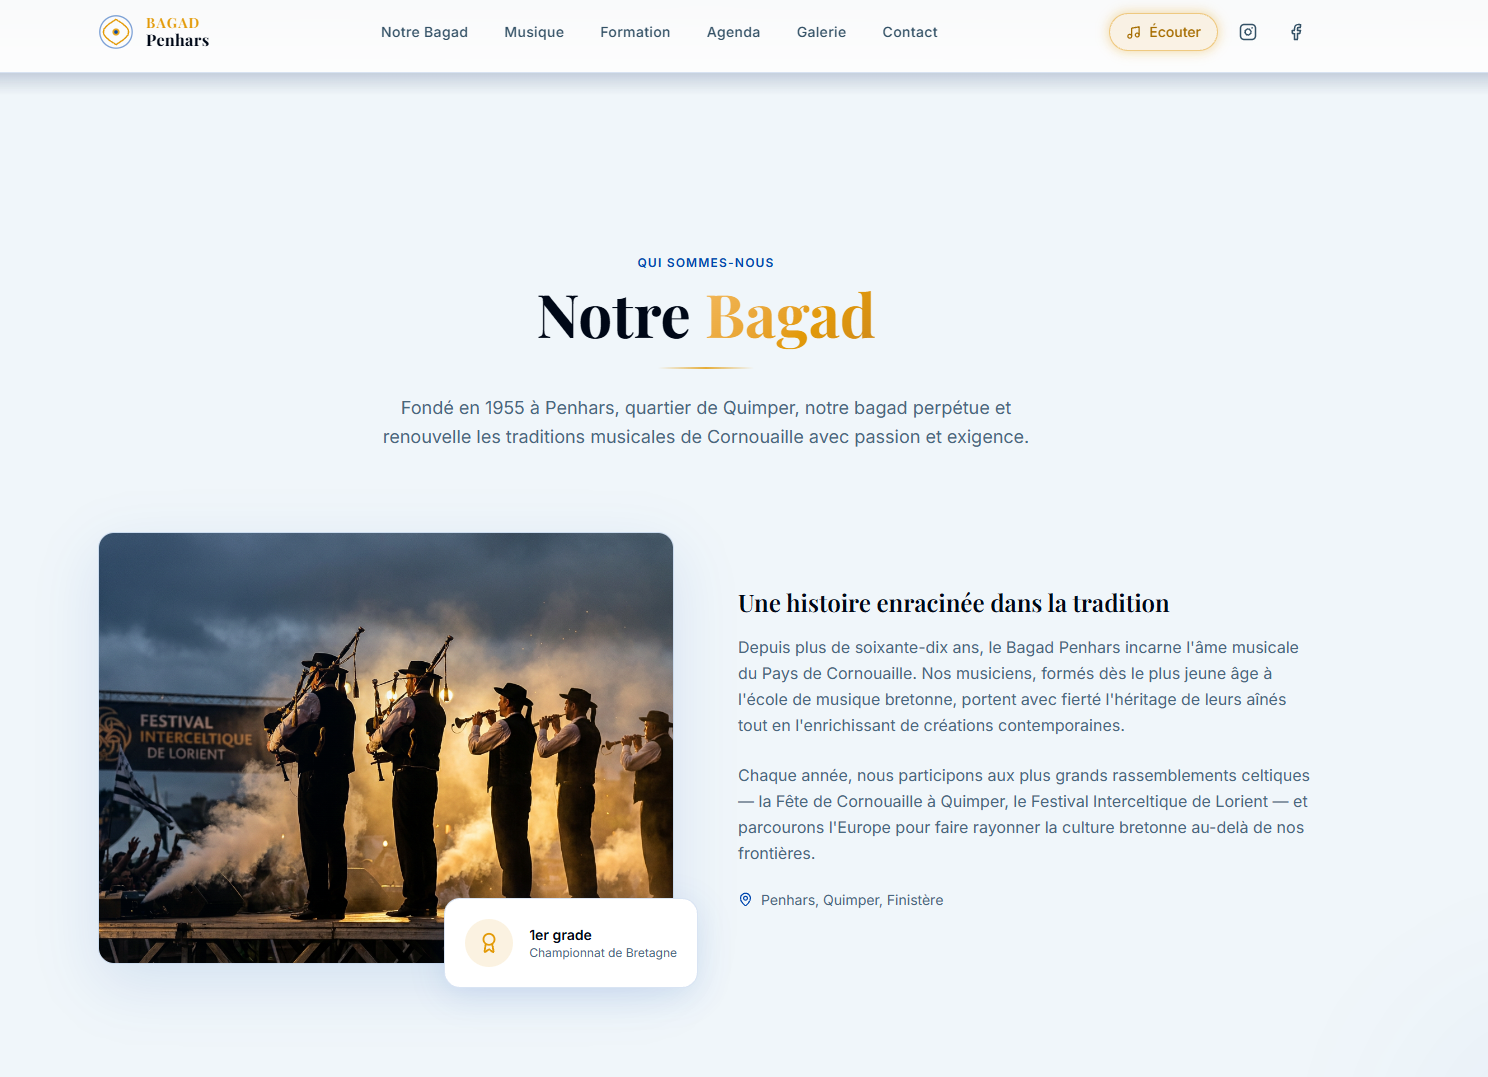 BAGAD
Penhars
Notre Bagad
Musique
Formation
Agenda
Galerie
Contact
Écouter
QUI SOMMES-NOUS
Notre Bagad
Fondé en 1955 à Penhars, quartier de Quimper, notre bagad perpétue et
renouvelle les traditions musicales de Cornouaille avec passion et exigence.
FESTIVAL
INTERCELTIQUE
DE LORIENT
1er grade
Championnat de Bretagne
Une histoire enracinée dans la tradition
Depuis plus de soixante-dix ans, le Bagad Penhars incarne l'âme musicale
du Pays de Cornouaille. Nos musiciens, formés dès le plus jeune âge à
l'école de musique bretonne, portent avec fierté l'héritage de leurs aînés
tout en l'enrichissant de créations contemporaines.
Chaque année, nous participons aux plus grands rassemblements celtiques
— la Fête de Cornouaille à Quimper, le Festival Interceltique de Lorient — et
parcourons l'Europe pour faire rayonner la culture bretonne au-delà de nos
frontières.
Penhars, Quimper, Finistère